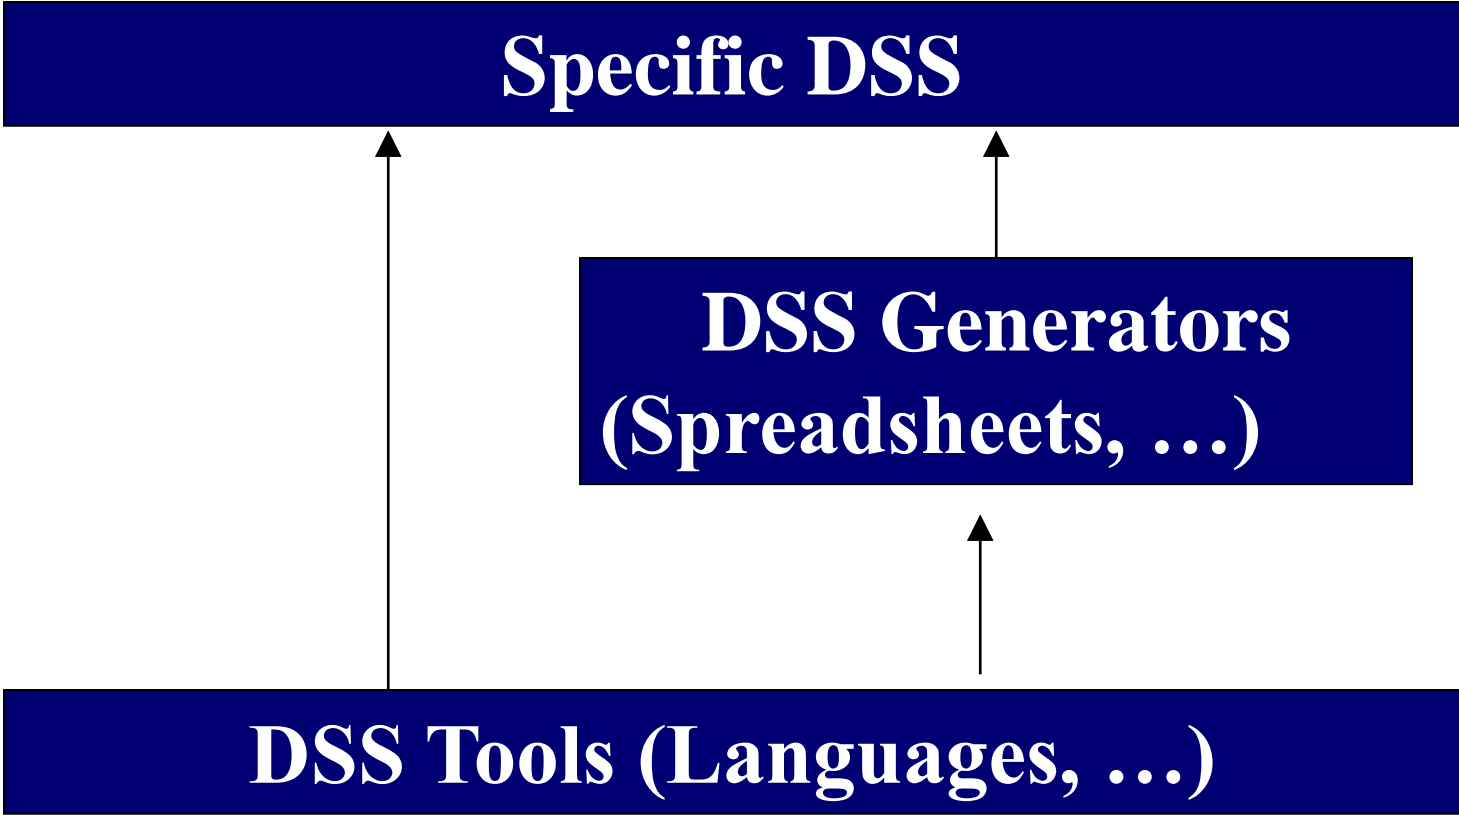 Specific DSS
DSS Generators
(Spreadsheets, …)
DSS Tools (Languages, …)